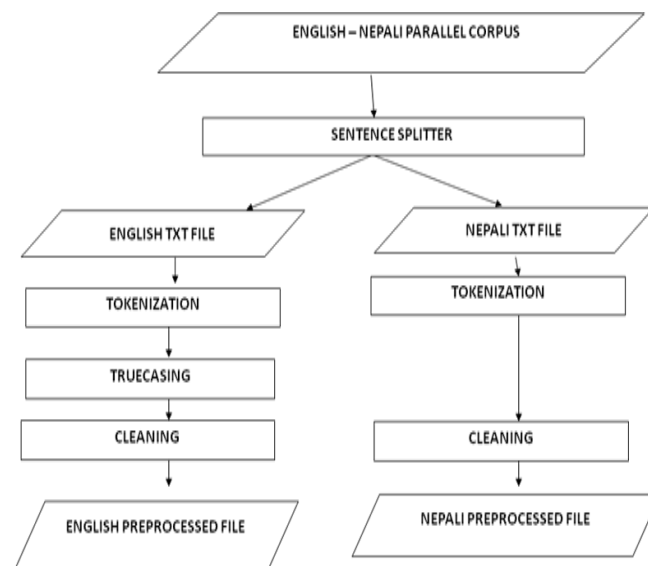 ENGLISH – NEPALI PARALLEL CORPUS
SENTENCE SPLITTER
ENGLISH TXT FILE
NEPALI TXT FILE
TOKENIZATION
TOKENIZATION
TRUECASING
CLEANING
CLEANING
ENGLISH PREPROCESSED FILE
NEPALI PREPROCESSED FILE